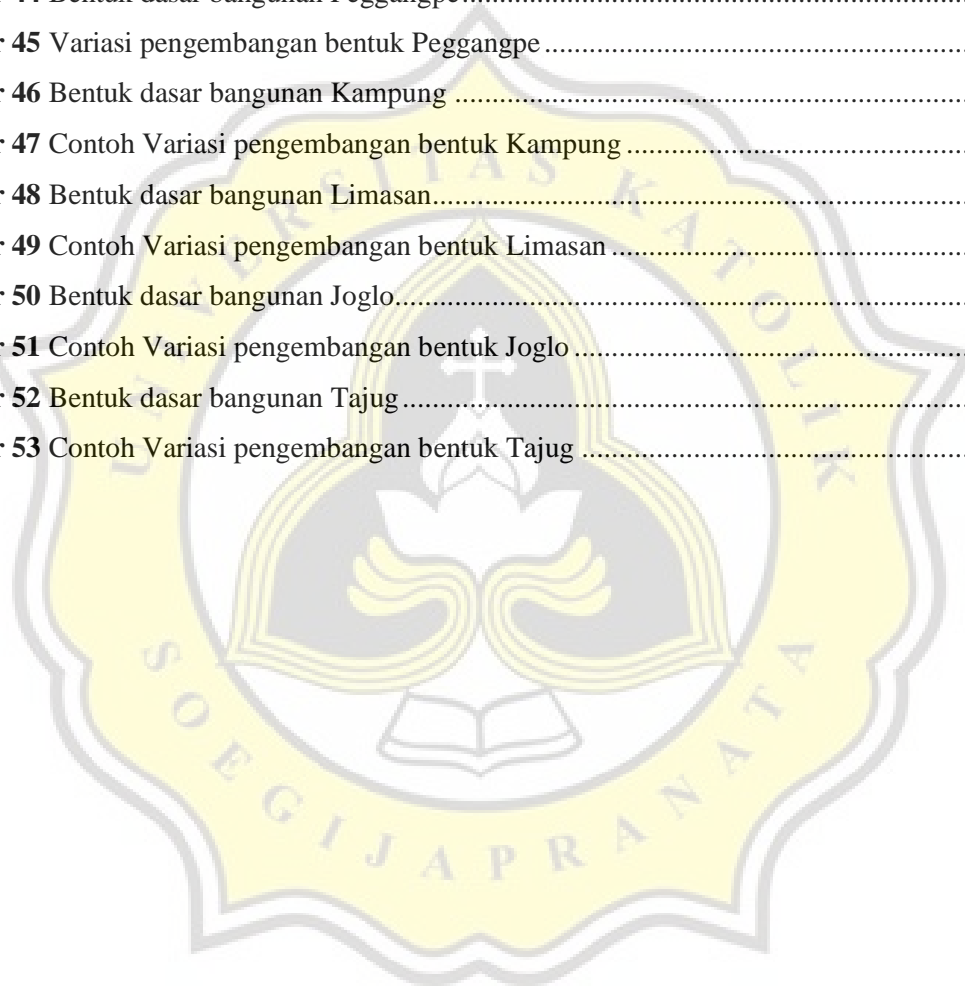 r 45 Variasi pengembangan bentuk Peggangpe
r 46 Bentuk dasar bangunan Kampung
r 47 Contoh Variasi pengembangan bentuk Kampung
r 48 Bentuk dasar bangunan Limasan
r 49 Contoh Variasi pengembangan bentuk Limasan
r 50 Bentuk dasar bangunan Joglo
r 51 Contoh Variasi pengembangan bentuk Joglo
r 52 Bentuk dasar bangunan Tajug
r 53 Contoh Variasi pengembangan bentuk Tajug
UNIVERSITAS KATOLIK
SOEGIJAPRANATA